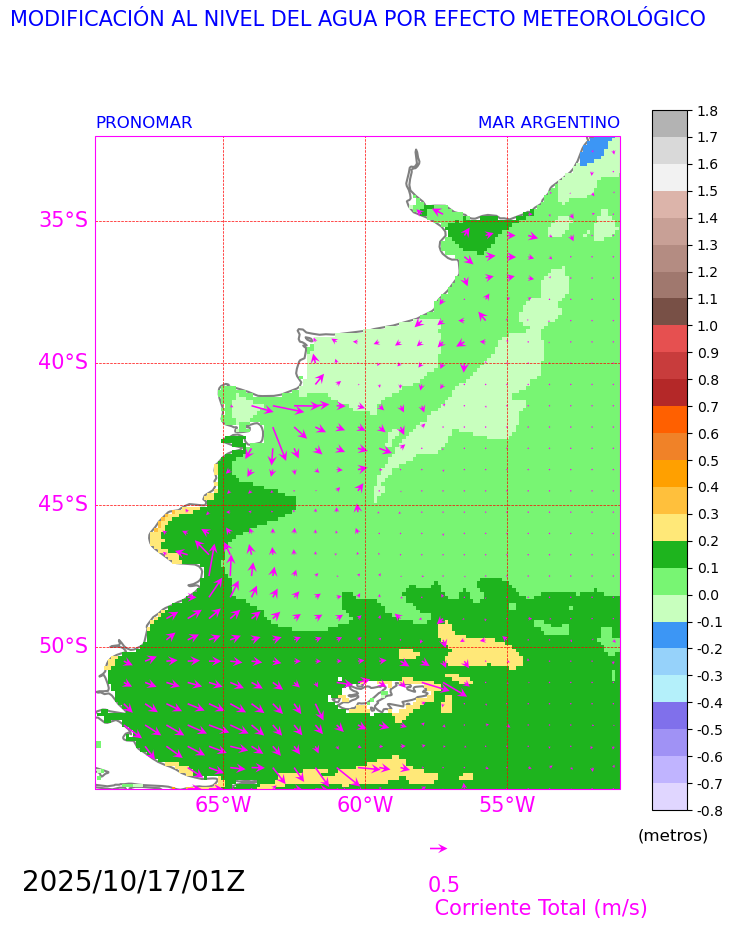 MODIFICACIÓN AL NIVEL DEL AGUA POR EFECTO METEOROLÓGICO
PRONOMAR MAR ARGENTINO
35°S
40°S
45°S
50°S
65°W 60°W 55°W
1.8
1.7
1.6
1.5
1.4
1.3
1.2
1.1
1.0
0.9
0.8
0.7
0.6
0.5
0.4
0.3
0.2
0.1
0.0
-0.1
-0.2
-0.3
-0.4
-0.5
-0.6
-0.7
-0.8
(metros)
2025/10/17/01Z
0.5
Corriente Total (m/s)